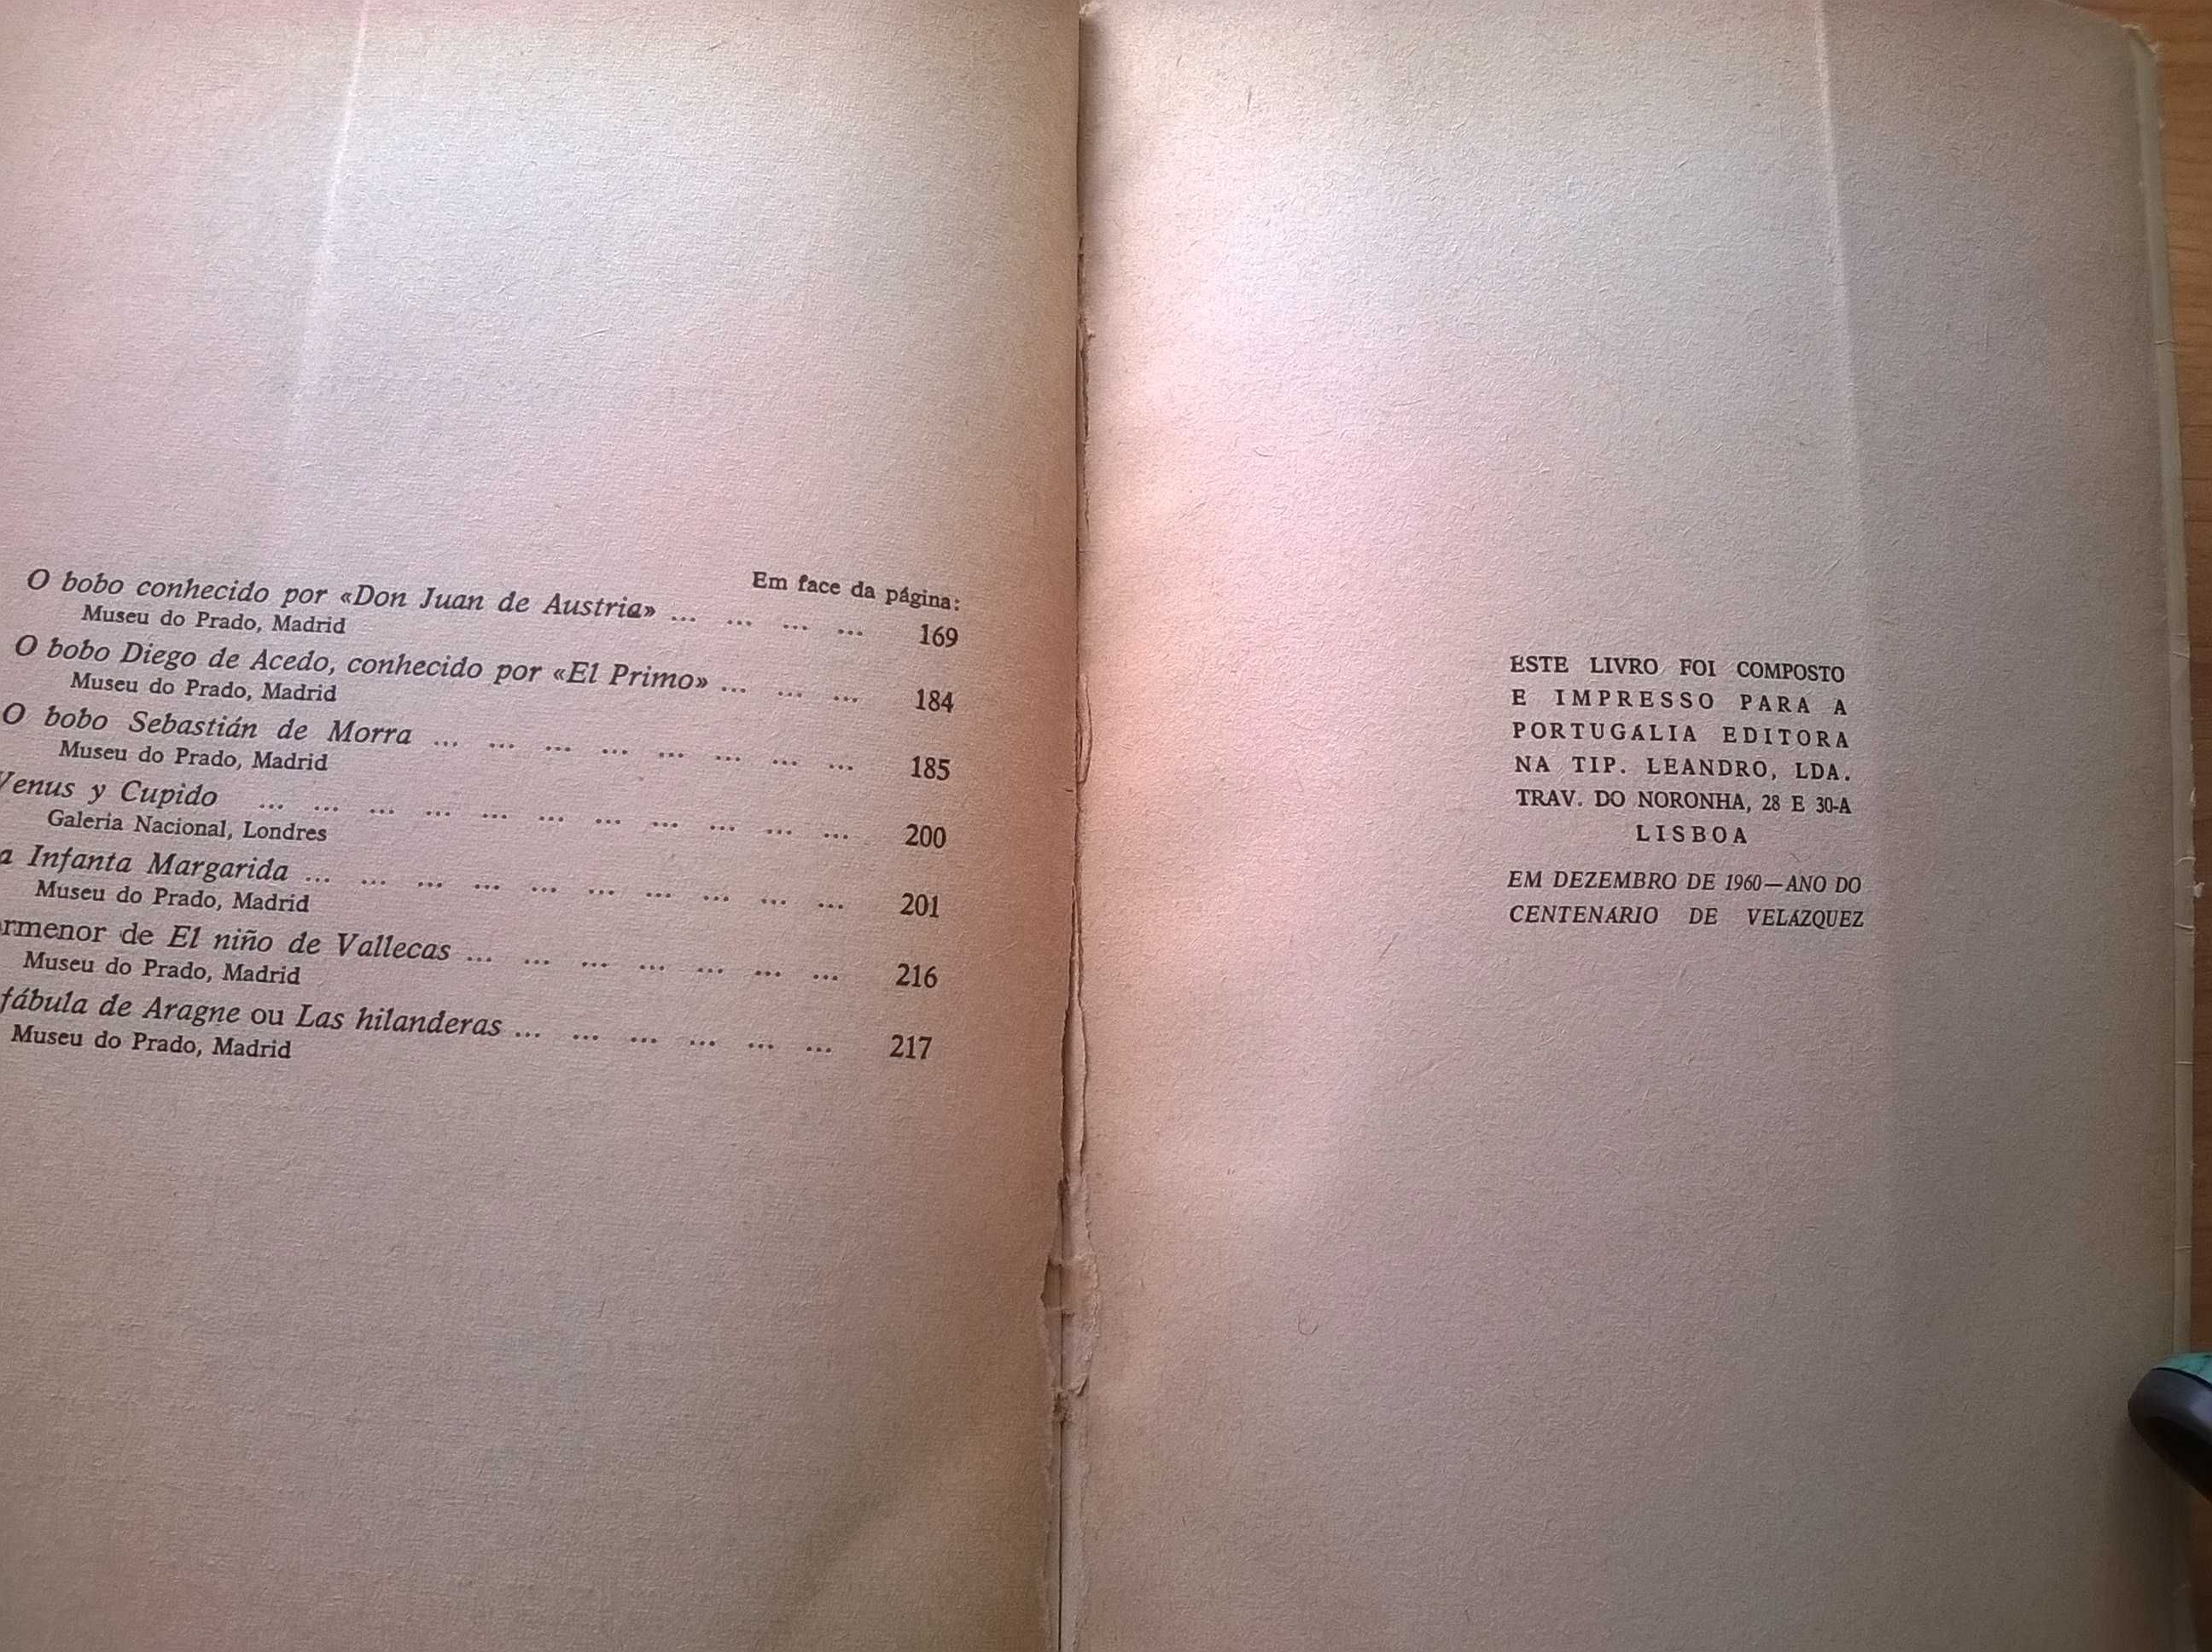 Em face da página:
O bobo conhecido por «Don Juan de Austria» ... ... ... ... 169
Museu do Prado, Madrid
O bobo Diego de Acedo, conhecido por «El Primo» ... ... ... 184
Museu do Prado, Madrid
O bobo Sebastián de Morra ... ... ... ... ... ... ... ... 185
Museu do Prado, Madrid
Venus y Cupido ... ... ... ... ... ... ... ... ... ... ... 200
Galeria Nacional, Londres
a Infanta Margarida ... ... ... ... ... ... ... ... ... ... 201
Museu do Prado, Madrid
rmenor de El niño de Vallecas ... ... ... ... ... ... ... 216
Museu do Prado, Madrid
fábula de Aragne ou Las hilanderas ... ... ... ... ... ... 217
Museu do Prado, Madrid
ESTE LIVRO FOI COMPOSTO
E IMPRESSO PARA A
PORTUGÁLIA EDITORA
NA TIP. LEANDRO, LDA.
TRAV. DO NORONHA, 28 E 30-A
LISBOA
EM DEZEMBRO DE 1960—ANO DO
CENTENÁRIO DE VELÁZQUEZ